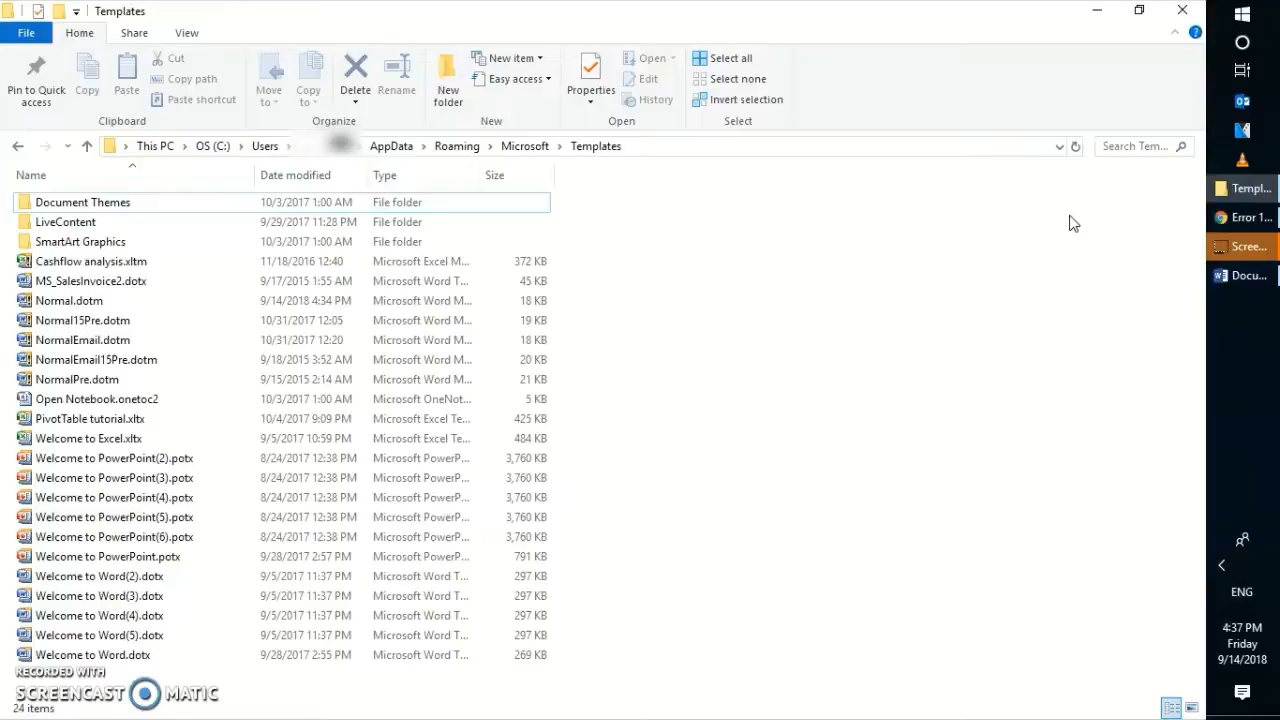 Templates
File Home Share View
Pin to Quick access
Copy
Paste
Cut
Copy path
Paste shortcut
Clipboard
Move to
Copy to
Delete
Rename
Organize
New folder
New item
Easy access
New
Properties
Open
Edit
History
Open
Select all
Select none
Invert selection
Select
This PC › OS (C:) › Users › › AppData › Roaming › Microsoft › Templates
Search Tem...
Name Date modified Type Size
Document Themes 10/3/2017 1:00 AM File folder
LiveContent 9/29/2017 11:28 PM File folder
SmartArt Graphics 10/3/2017 1:00 AM File folder
Cashflow analysis.xltm 11/18/2016 12:40 Microsoft Excel M... 372 KB
MS_SalesInvoice2.dotx 9/17/2015 1:55 AM Microsoft Word T... 45 KB
Normal.dotm 9/14/2018 4:34 PM Microsoft Word M... 18 KB
Normal15Pre.dotm 10/31/2017 12:05 Microsoft Word M... 19 KB
NormalEmail.dotm 10/31/2017 12:20 Microsoft Word M... 18 KB
NormalEmail15Pre.dotm 9/18/2015 3:52 AM Microsoft Word M... 20 KB
NormalPre.dotm 9/15/2015 2:14 AM Microsoft Word M... 21 KB
Open Notebook.onetoc2 10/3/2017 1:00 AM Microsoft OneNot... 5 KB
PivotTable tutorial.xltx 10/4/2017 9:09 PM Microsoft Excel Te... 425 KB
Welcome to Excel.xltx 9/5/2017 10:59 PM Microsoft Excel Te... 484 KB
Welcome to PowerPoint(2).potx 8/24/2017 12:38 PM Microsoft PowerP... 3,760 KB
Welcome to PowerPoint(3).potx 8/24/2017 12:38 PM Microsoft PowerP... 3,760 KB
Welcome to PowerPoint(4).potx 8/24/2017 12:38 PM Microsoft PowerP... 3,760 KB
Welcome to PowerPoint(5).potx 8/24/2017 12:38 PM Microsoft PowerP... 3,760 KB
Welcome to PowerPoint(6).potx 8/24/2017 12:38 PM Microsoft PowerP... 3,760 KB
Welcome to PowerPoint.potx 9/28/2017 2:57 PM Microsoft PowerP... 791 KB
Welcome to Word(2).dotx 9/5/2017 11:37 PM Microsoft Word T... 297 KB
Welcome to Word(3).dotx 9/5/2017 11:37 PM Microsoft Word T... 297 KB
Welcome to Word(4).dotx 9/5/2017 11:37 PM Microsoft Word T... 297 KB
Welcome to Word(5).dotx 9/5/2017 11:37 PM Microsoft Word T... 297 KB
Welcome to Word.dotx 9/28/2017 2:55 PM Microsoft Word T... 269 KB
RECORDED WITH
SCREENCAST MATIC
24 items
Templ...
Error 1...
Scree...
Docu...
ENG
4:37 PM
Friday
9/14/2018